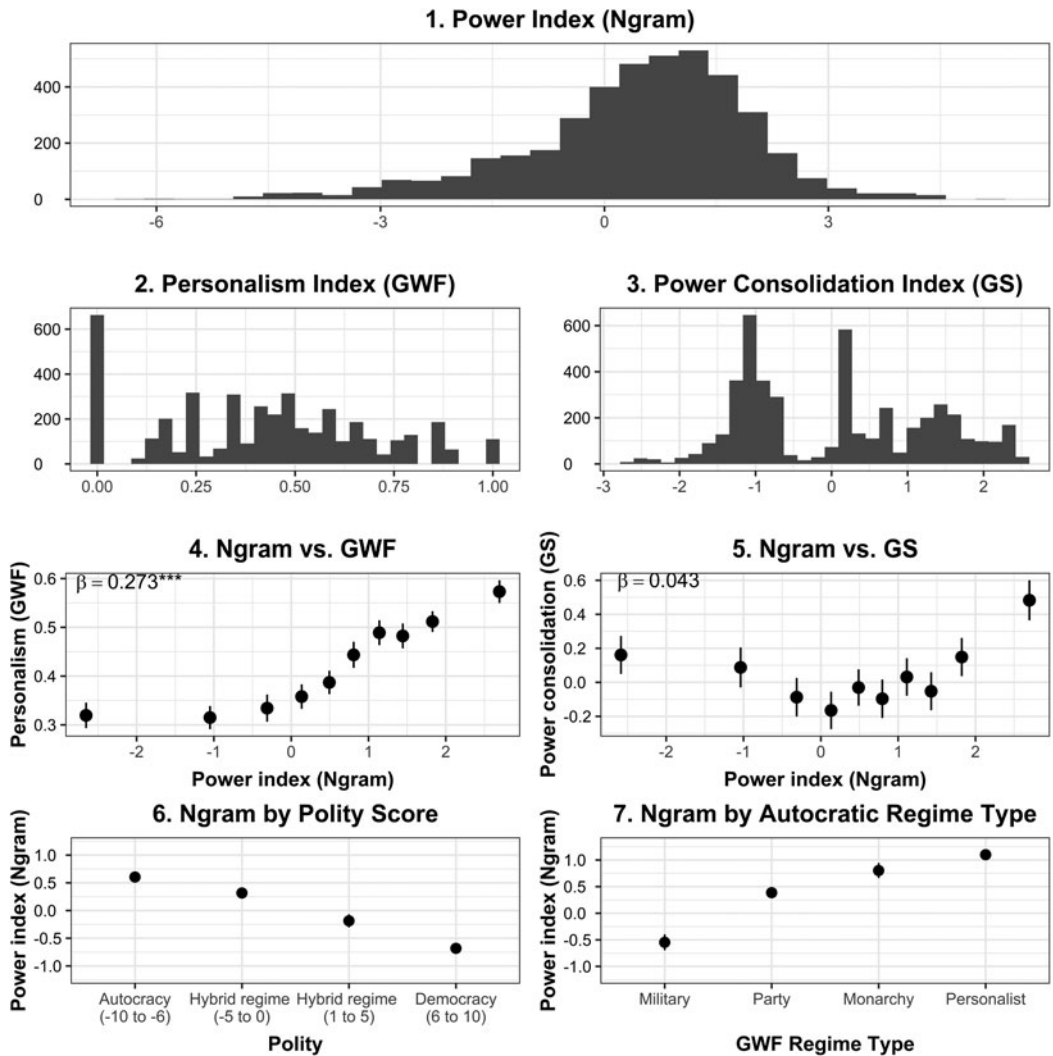 1. Power Index (Ngram)
400
200
0
-6
-3
0
3
2. Personalism Index (GWF)
600
400
200
0
0.00
0.25
0.50
0.75
1.00
3. Power Consolidation Index (GS)
600
400
200
0
-3
-2
-1
0
1
2
4. Ngram vs. GWF
Personalism (GWF)
β = 0.273***
0.6
0.5
0.4
0.3
-2
-1
0
1
2
Power index (Ngram)
5. Ngram vs. GS
Power consolidation (GS)
β = 0.043
0.6
0.4
0.2
0.0
-0.2
-2
-1
0
1
2
Power index (Ngram)
6. Ngram by Polity Score
Power index (Ngram)
1.0
0.5
0.0
-0.5
-1.0
Autocracy
(-10 to -6)
Hybrid regime
(-5 to 0)
Hybrid regime
(1 to 5)
Democracy
(6 to 10)
Polity
7. Ngram by Autocratic Regime Type
Power index (Ngram)
1.0
0.5
0.0
-0.5
-1.0
Military
Party
Monarchy
Personalist
GWF Regime Type